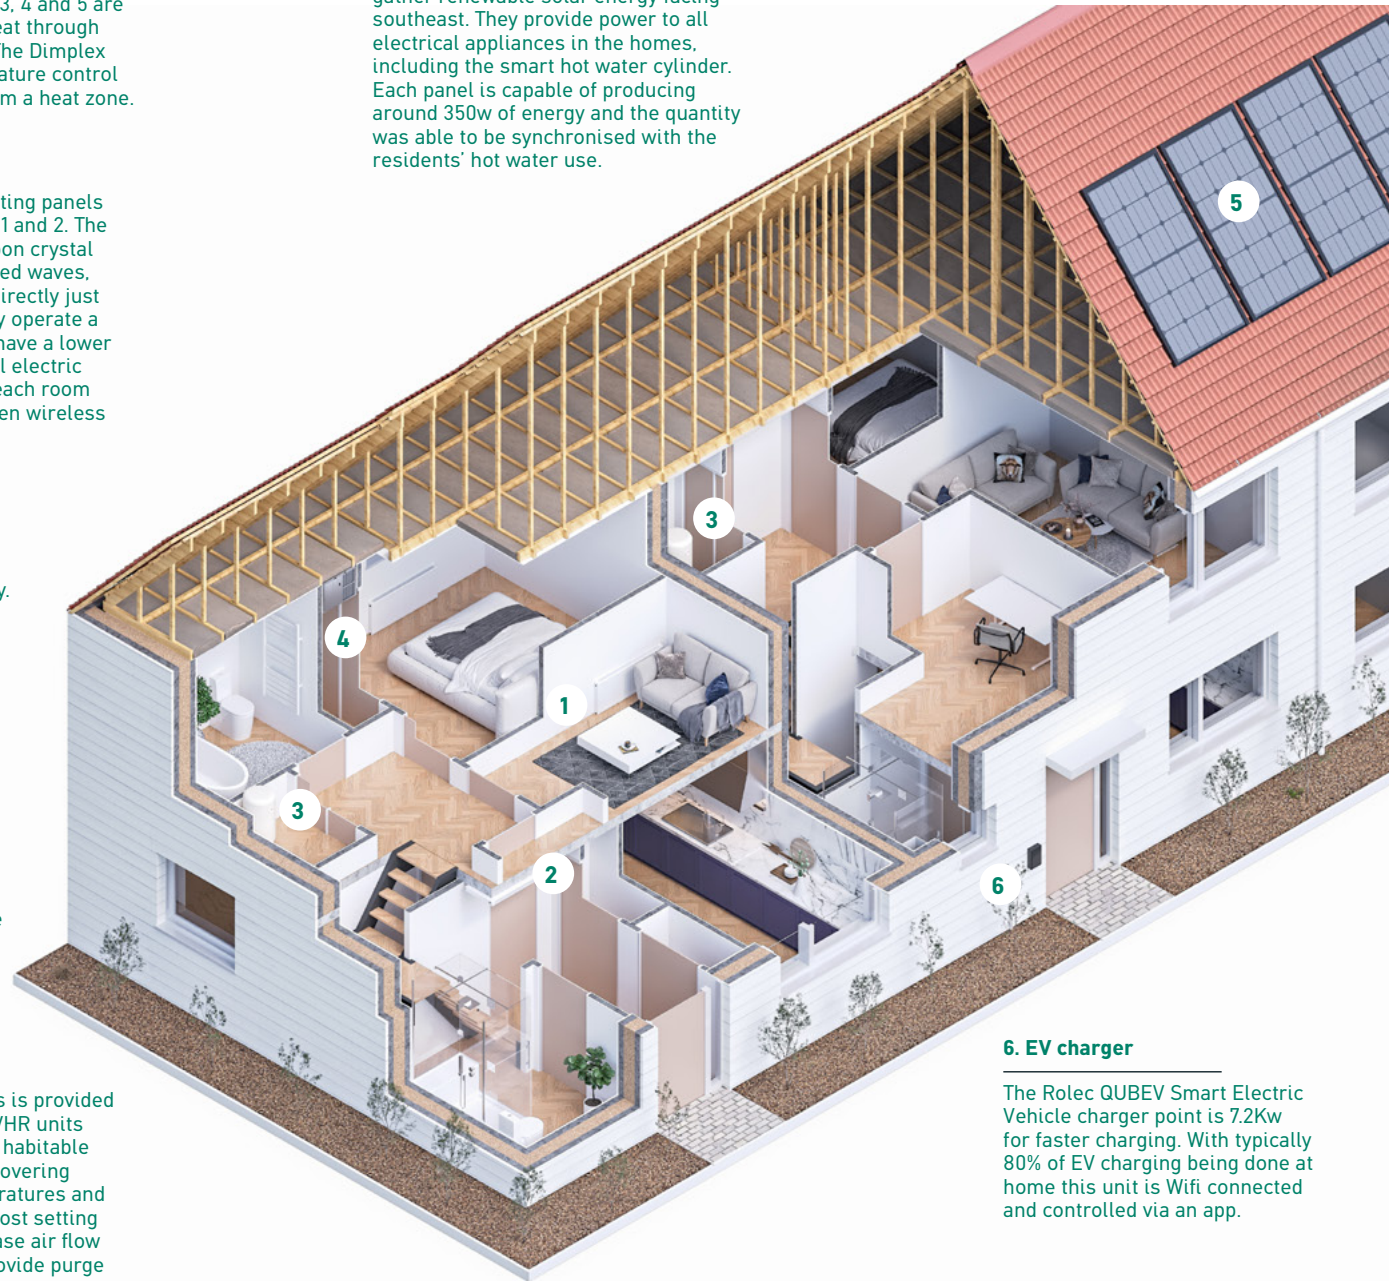 3, 4 and 5 are
eat through
he Dimplex
ature control
m a heat zone.
ting panels
1 and 2. The
on crystal
ed waves,
irectly just
y operate a
have a lower
l electric
each room
en wireless
y.
e
s is provided
VHR units
habitable
overing
ratures and
ost setting
ase air flow
ovide purge
gather renewable solar energy facing
southeast. They provide power to all
electrical appliances in the homes,
including the smart hot water cylinder.
Each panel is capable of producing
around 350w of energy and the quantity
was able to be synchronised with the
residents' hot water use.
5
3
4
1
3
2
6
6. EV charger
The Rolec QUBEV Smart Electric
Vehicle charger point is 7.2Kw
for faster charging. With typically
80% of EV charging being done at
home this unit is Wifi connected
and controlled via an app.